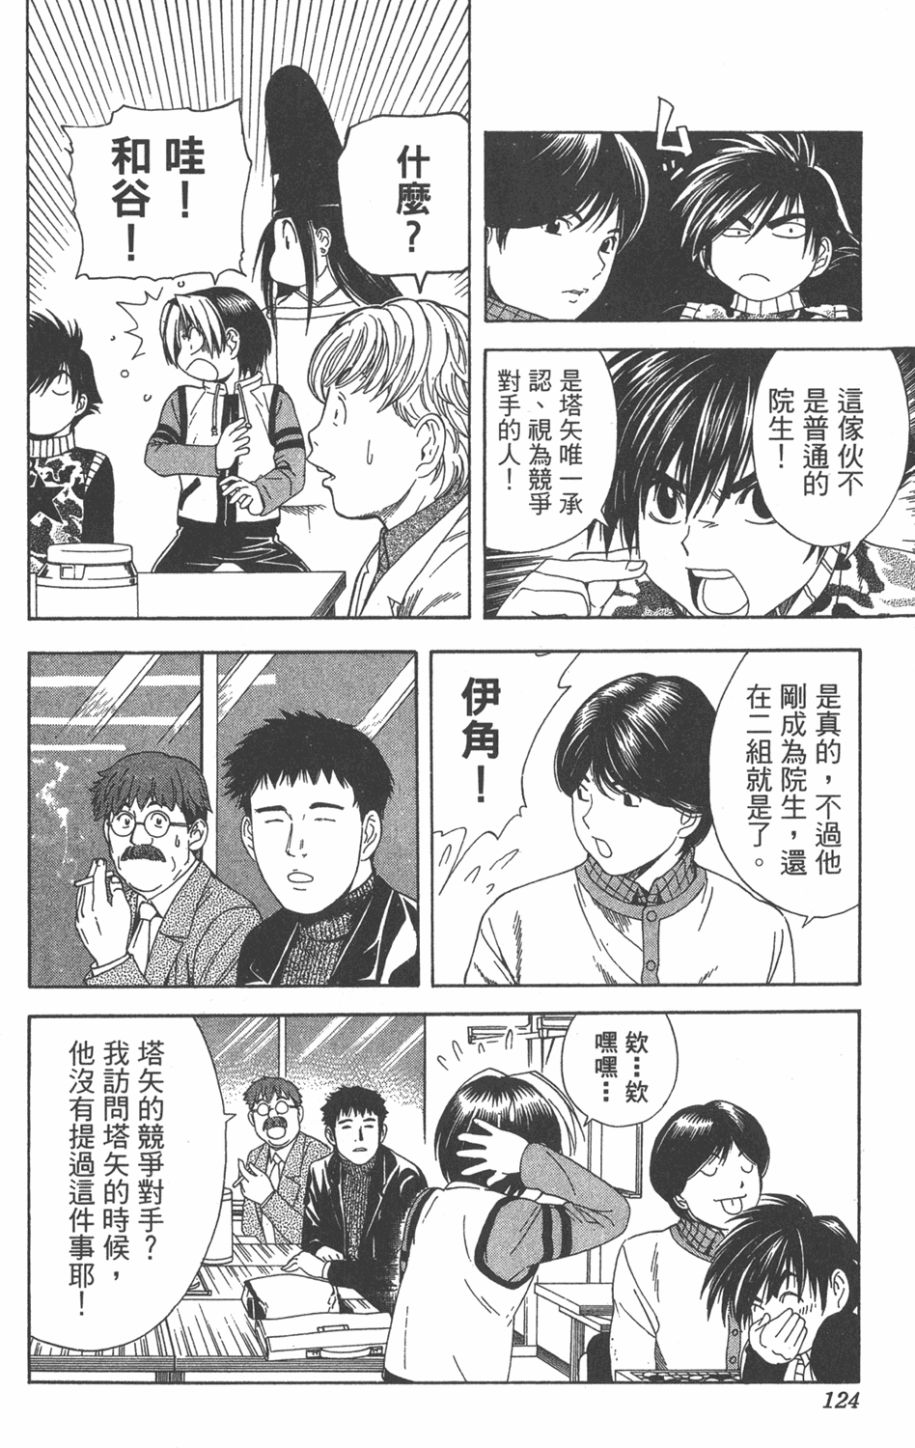 ム
這傢伙不
是普通的
院生！
是塔矢唯一承
認、視為競爭
對手的人！
什麼？
哇！
和谷！
是真的，不過他
剛成為院生，還
在二組就是了。
伊角！
欸…欸
嘿嘿…
塔矢的競爭對手？
我訪問塔矢的時候，
他沒有提過這件事耶！
124